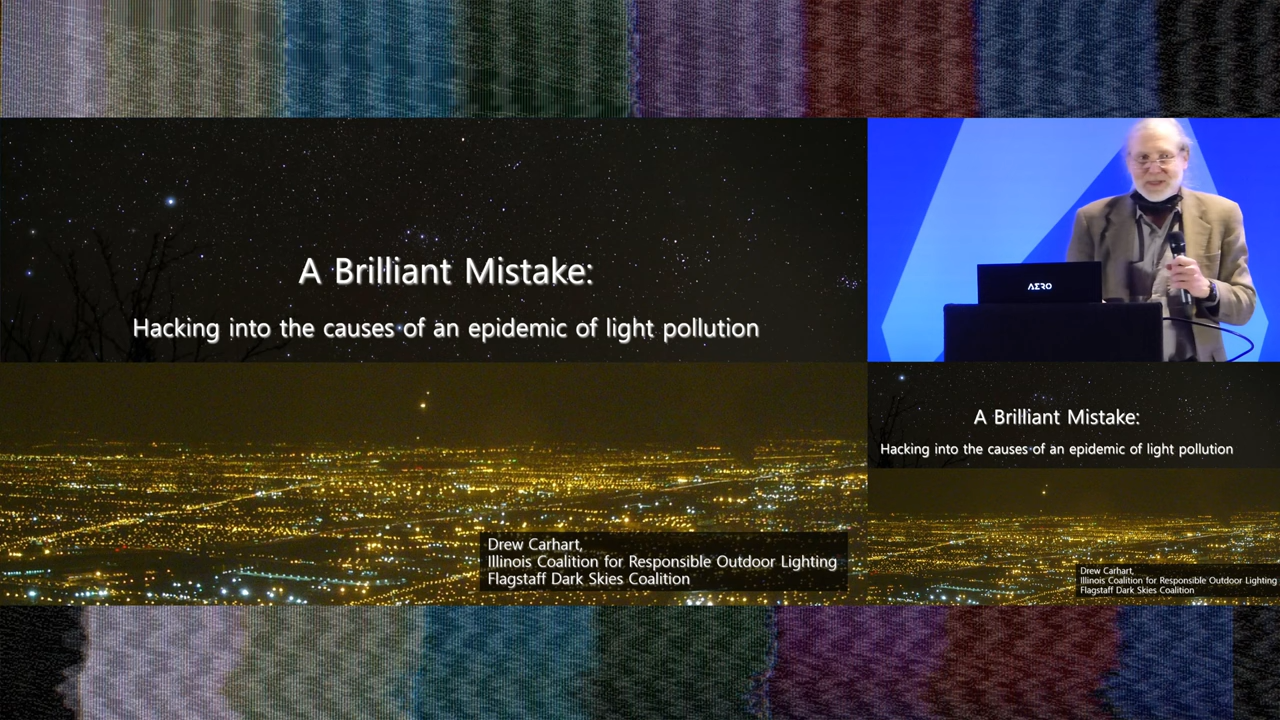 A Brilliant Mistake:
Hacking into the causes of an epidemic of light pollution
Drew Carhart,
Illinois Coalition for Responsible Outdoor Lighting
Flagstaff Dark Skies Coalition
AERO
A Brilliant Mistake:
Hacking into the causes of an epidemic of light pollution
Drew Carhart,
Illinois Coalition for Responsible Outdoor Lighting
Flagstaff Dark Skies Coalition